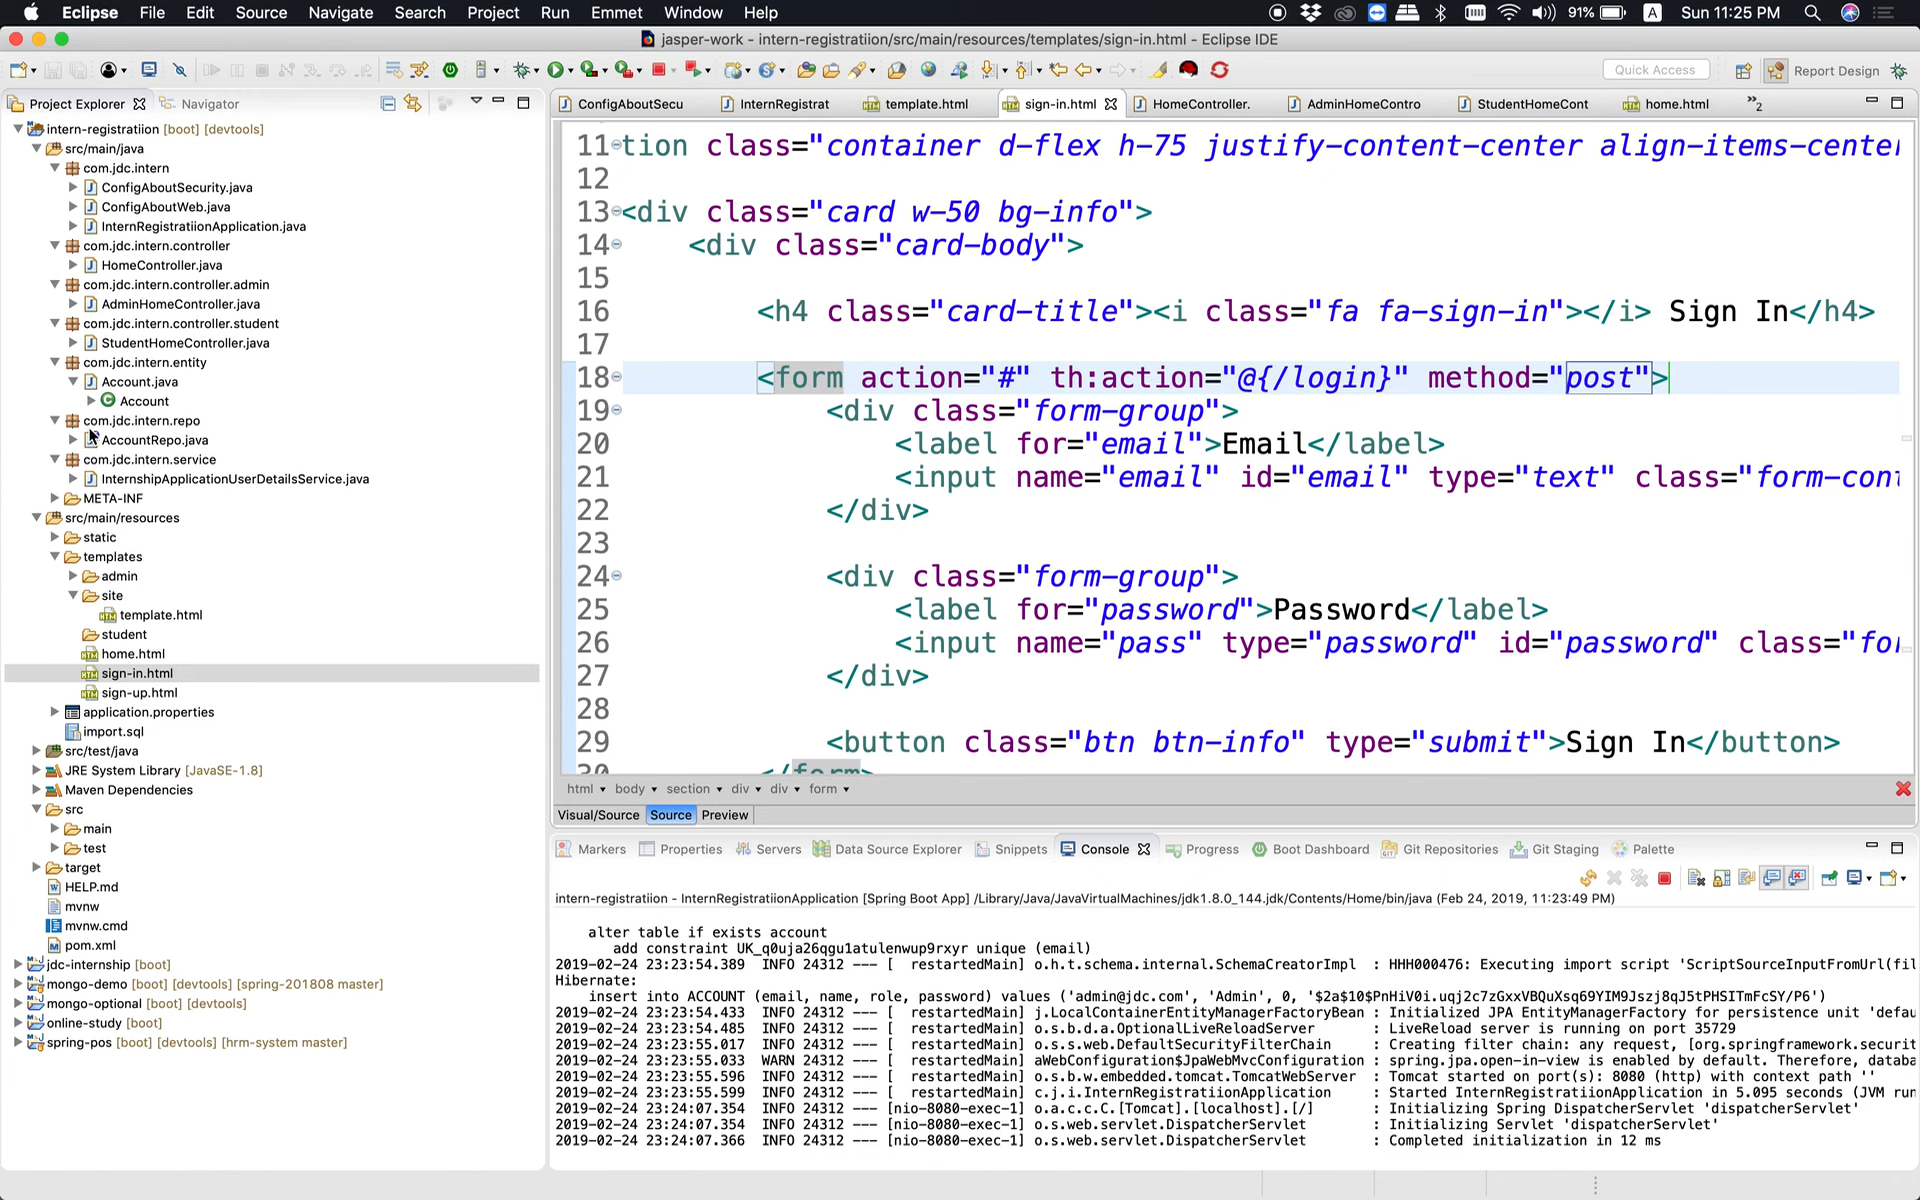 Eclipse File Edit Source Navigate Search Project Run Emmet Window Help 91% A Sun 11:25 PM
jasper-work - intern-registratiion/src/main/resources/templates/sign-in.html - Eclipse IDE
Quick Access Report Design
Project Explorer Navigator
ConfigAboutSecu InternRegistrat template.html sign-in.html HomeController. AdminHomeContro StudentHomeCont home.html »2
intern-registratiion [boot] [devtools]
src/main/java
com.jdc.intern
ConfigAboutSecurity.java
ConfigAboutWeb.java
InternRegistratiionApplication.java
com.jdc.intern.controller
HomeController.java
com.jdc.intern.controller.admin
AdminHomeController.java
com.jdc.intern.controller.student
StudentHomeController.java
com.jdc.intern.entity
Account.java
Account
com.jdc.intern.repo
AccountRepo.java
com.jdc.intern.service
InternshipApplicationUserDetailsService.java
META-INF
src/main/resources
static
templates
admin
site
template.html
student
home.html
sign-in.html
sign-up.html
application.properties
import.sql
src/test/java
JRE System Library [JavaSE-1.8]
Maven Dependencies
src
main
test
target
HELP.md
mvnw
mvnw.cmd
pom.xml
jdc-internship [boot]
mongo-demo [boot] [devtools] [spring-201808 master]
mongo-optional [boot] [devtools]
online-study [boot]
spring-pos [boot] [devtools] [hrm-system master]
11 tion class="container d-flex h-75 justify-content-center align-items-center
12
13 <div class="card w-50 bg-info">
14 <div class="card-body">
15
16 <h4 class="card-title"><i class="fa fa-sign-in"></i> Sign In</h4>
17
18 <form action="#" th:action="@{/login}" method="post">
19 <div class="form-group">
20 <label for="email">Email</label>
21 <input name="email" id="email" type="text" class="form-cont
22 </div>
23
24 <div class="form-group">
25 <label for="password">Password</label>
26 <input name="pass" type="password" id="password" class="for
27 </div>
28
29 <button class="btn btn-info" type="submit">Sign In</button>
30 </form>
html body section div div form
Visual/Source Source Preview
Markers Properties Servers Data Source Explorer Snippets Console Progress Boot Dashboard Git Repositories Git Staging Palette
intern-registratiion - InternRegistratiionApplication [Spring Boot App] /Library/Java/JavaVirtualMachines/jdk1.8.0_144.jdk/Contents/Home/bin/java (Feb 24, 2019, 11:23:49 PM)
alter table if exists account
add constraint UK_q0uja26qgu1atulenwup9rxyr unique (email)
2019-02-24 23:23:54.389 INFO 24312 --- [ restartedMain] o.h.t.schema.internal.SchemaCreatorImpl : HHH000476: Executing import script 'ScriptSourceInputFromUrl(fil
Hibernate:
insert into ACCOUNT (email, name, role, password) values ('admin@jdc.com', 'Admin', 0, '$2a$10$PnHiV0i.uqj2c7zGxxVBQuXsq69YIM9Jszj8qJ5tPHSITmFcSY/P6')
2019-02-24 23:23:54.433 INFO 24312 --- [ restartedMain] j.LocalContainerEntityManagerFactoryBean : Initialized JPA EntityManagerFactory for persistence unit 'defau
2019-02-24 23:23:54.485 INFO 24312 --- [ restartedMain] o.s.b.d.a.OptionalLiveReloadServer : LiveReload server is running on port 35729
2019-02-24 23:23:55.017 INFO 24312 --- [ restartedMain] o.s.s.web.DefaultSecurityFilterChain : Creating filter chain: any request, [org.springframework.securit
2019-02-24 23:23:55.033 WARN 24312 --- [ restartedMain] aWebConfiguration$JpaWebMvcConfiguration : spring.jpa.open-in-view is enabled by default. Therefore, databa
2019-02-24 23:23:55.596 INFO 24312 --- [ restartedMain] o.s.b.w.embedded.tomcat.TomcatWebServer : Tomcat started on port(s): 8080 (http) with context path ''
2019-02-24 23:23:55.599 INFO 24312 --- [ restartedMain] c.j.i.InternRegistratiionApplication : Started InternRegistratiionApplication in 5.095 seconds (JVM run
2019-02-24 23:24:07.354 INFO 24312 --- [nio-8080-exec-1] o.a.c.c.C.[Tomcat].[localhost].[/] : Initializing Spring DispatcherServlet 'dispatcherServlet'
2019-02-24 23:24:07.354 INFO 24312 --- [nio-8080-exec-1] o.s.web.servlet.DispatcherServlet : Initializing Servlet 'dispatcherServlet'
2019-02-24 23:24:07.366 INFO 24312 --- [nio-8080-exec-1] o.s.web.servlet.DispatcherServlet : Completed initialization in 12 ms